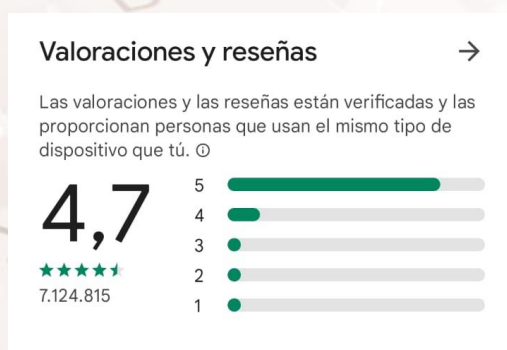 Valoraciones y reseñas
Las valoraciones y las reseñas están verificadas y las
proporcionan personas que usan el mismo tipo de
dispositivo que tú.
4,7
7.124.815
5
4
3
2
1